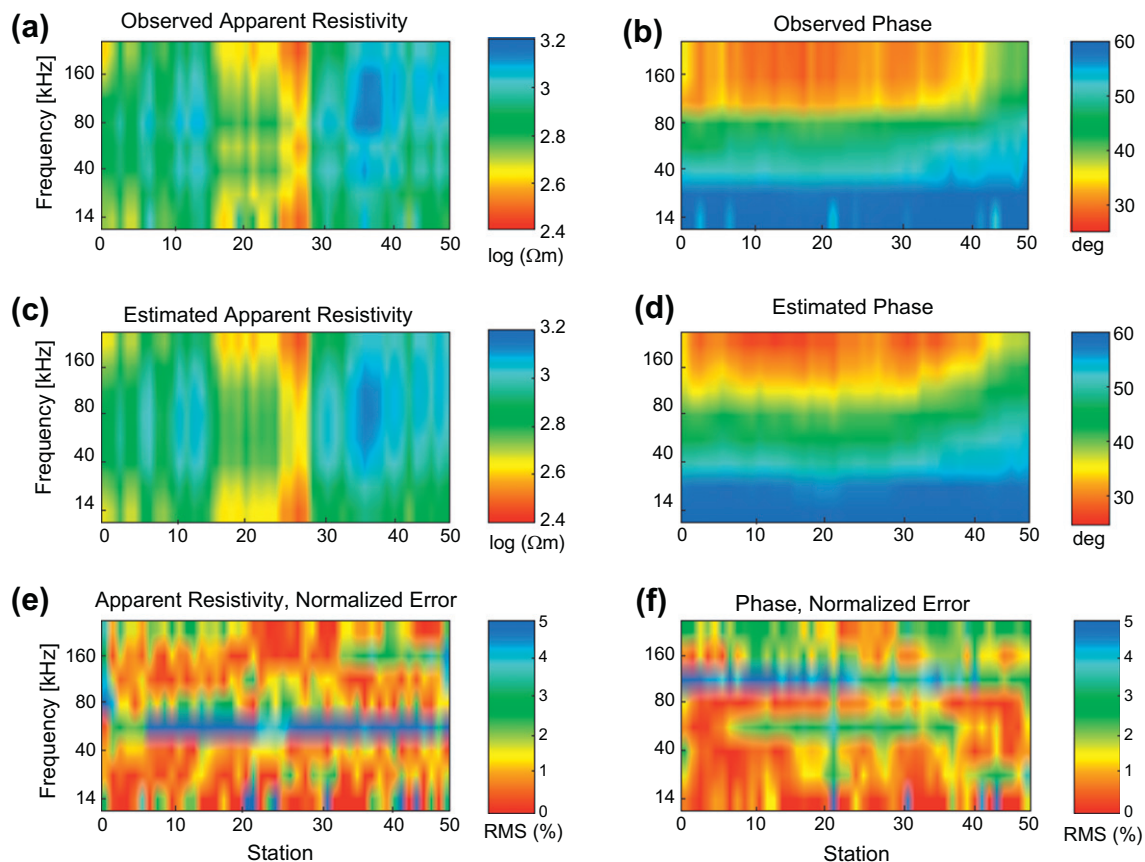 (a)
Observed Apparent Resistivity
Frequency [kHz]
160
80
40
14
0 10 20 30 40 50
3.2
3
2.8
2.6
2.4
log (Ωm)
(b)
Observed Phase
160
80
40
14
0 10 20 30 40 50
60
50
40
30
deg
(c)
Estimated Apparent Resistivity
Frequency [kHz]
160
80
40
14
0 10 20 30 40 50
3.2
3
2.8
2.6
2.4
log (Ωm)
(d)
Estimated Phase
160
80
40
14
0 10 20 30 40 50
60
50
40
30
deg
(e)
Apparent Resistivity, Normalized Error
Frequency [kHz]
160
80
40
14
0 10 20 30 40 50
Station
5
4
3
2
1
0
RMS (%)
(f)
Phase, Normalized Error
160
80
40
14
0 10 20 30 40 50
Station
5
4
3
2
1
0
RMS (%)